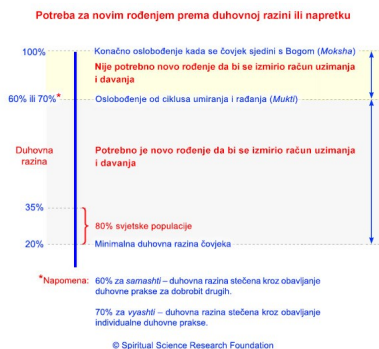 Potreba za novim rođenjem prema duhovnoj razini ili napretku
100%
Konačno oslobođenje kada se čovjek sjedini s Bogom (Moksha)
Nije potrebno novo rođenje da bi se izmirio račun uzimanja
i davanja
60% ili 70%*
Oslobođenje od ciklusa umiranja i rađanja (Mukti)
Duhovna
razina
Potrebno je novo rođenje da bi se izmirio račun uzimanja
i davanja
35%
80% svjetske populacije
20%
Minimalna duhovna razina čovjeka
*Napomena: 60% za samashti – duhovna razina stečena kroz obavljanje
duhovne prakse za dobrobit drugih.
70% za vyashti – duhovna razina stečena kroz obavljanje
individualne duhovne prakse.
© Spiritual Science Research Foundation